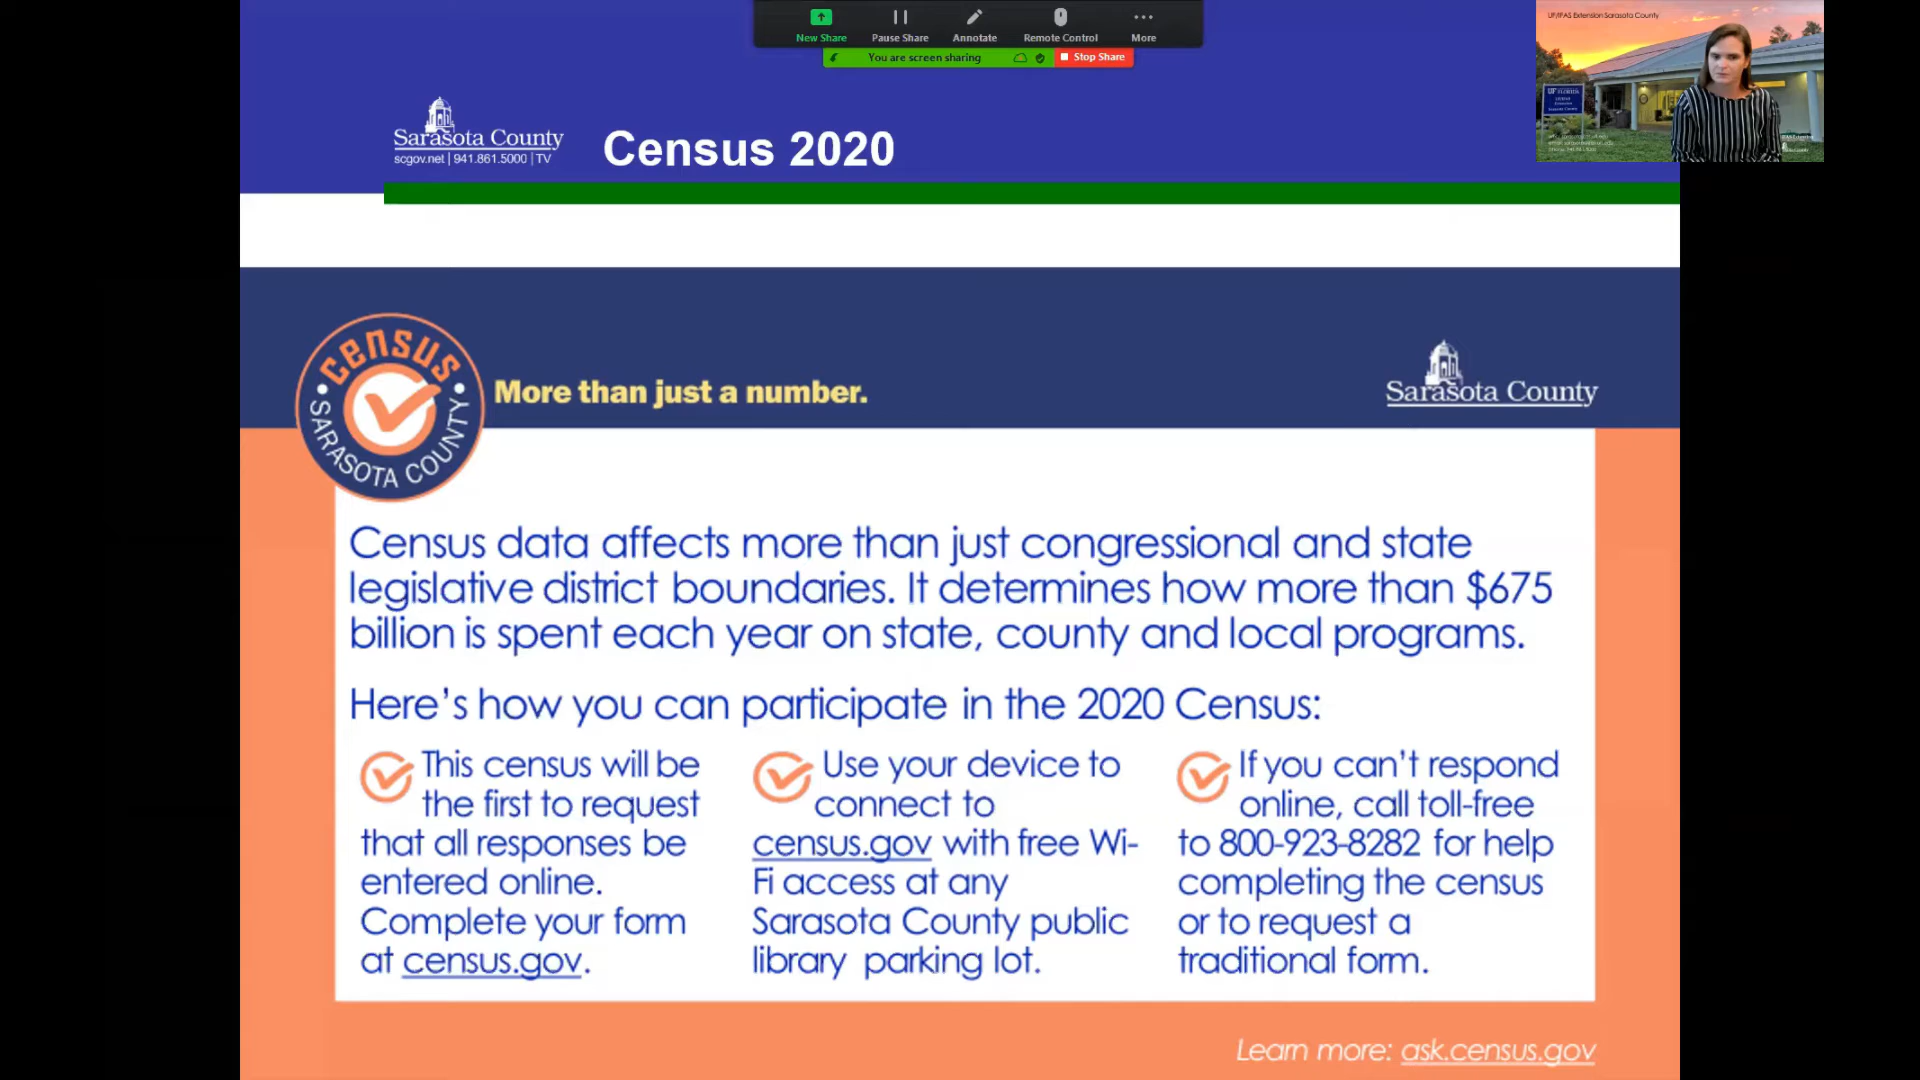 New Share
Pause Share
Annotate
Remote Control
More
You are screen sharing
Stop Share
UF/IFAS Extension Sarasota County
Sarasota County
scgov.net | 941.861.5000 | TV
Census 2020
census
SARASOTA COUNTY
More than just a number.
Sarasota County
Census data affects more than just congressional and state
legislative district boundaries. It determines how more than $675
billion is spent each year on state, county and local programs.
Here's how you can participate in the 2020 Census:
This census will be
the first to request
that all responses be
entered online.
Complete your form
at census.gov.
Use your device to
connect to
census.gov with free Wi-
Fi access at any
Sarasota County public
library parking lot.
If you can't respond
online, call toll-free
to 800-923-8282 for help
completing the census
or to request a
traditional form.
Learn more: ask.census.gov